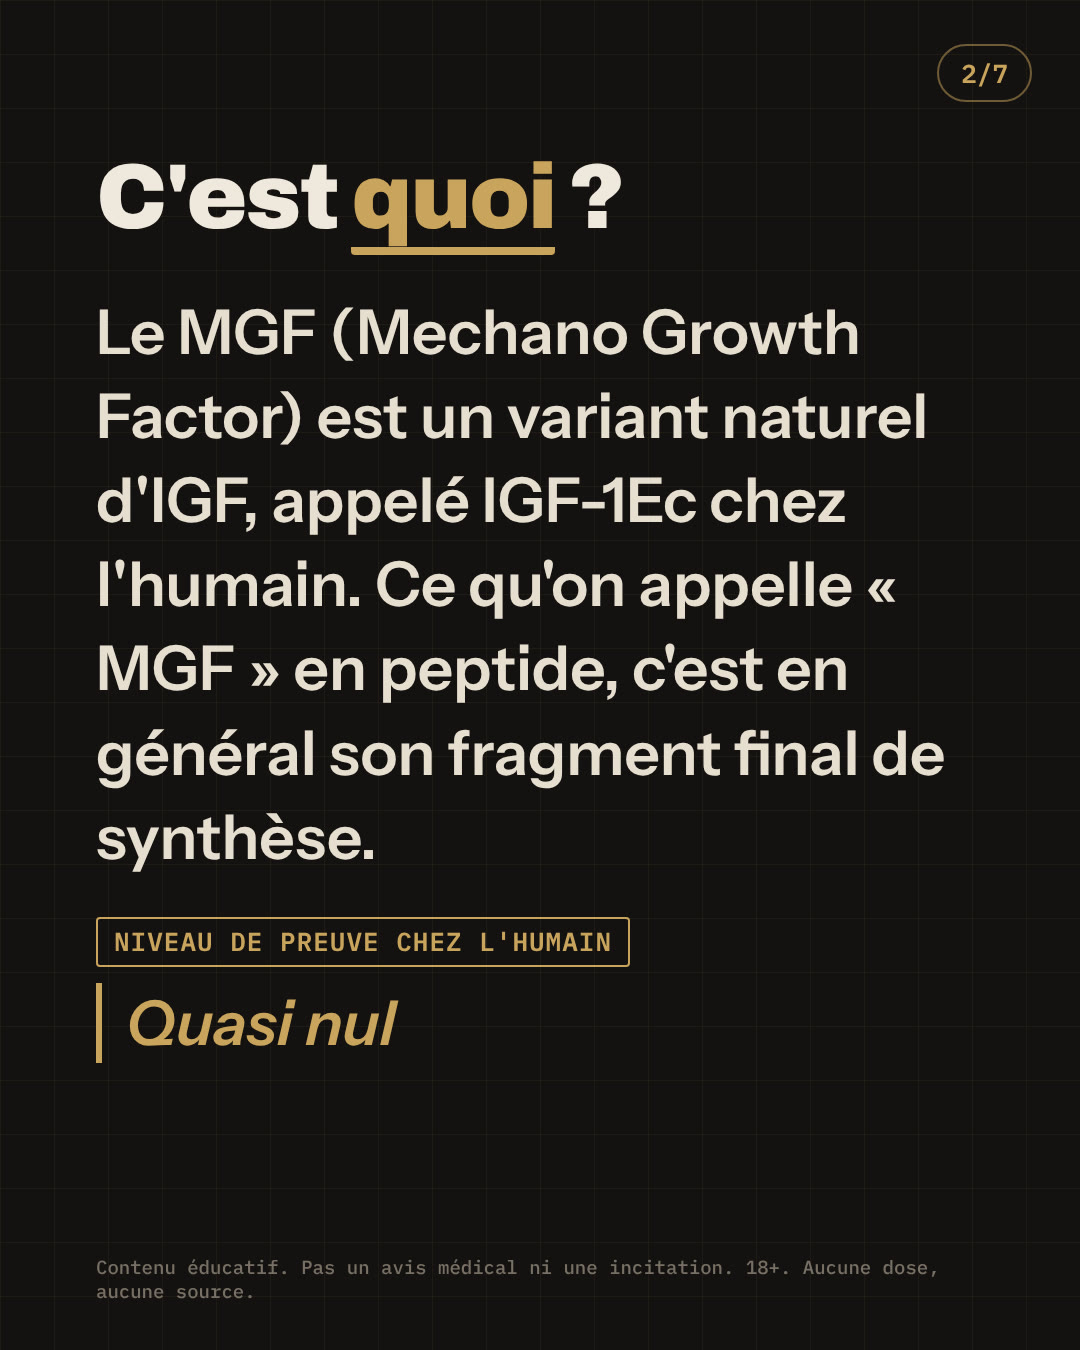 2/7
C'est quoi ?
Le MGF (Mechano Growth
Factor) est un variant naturel
d'IGF, appelé IGF-1Ec chez
l'humain. Ce qu'on appelle «
MGF » en peptide, c'est en
général son fragment final de
synthèse.
NIVEAU DE PREUVE CHEZ L'HUMAIN
Quasi nul
Contenu éducatif. Pas un avis médical ni une incitation. 18+. Aucune dose,
aucune source.